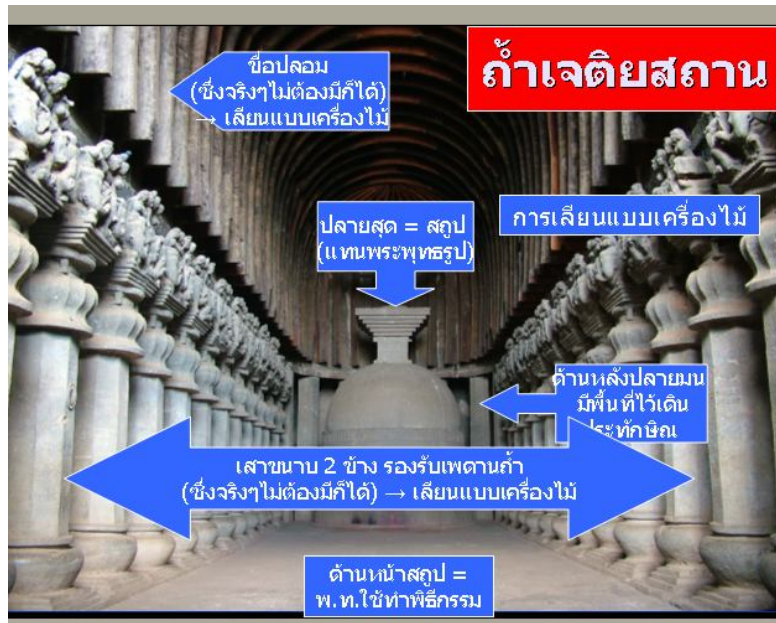 ถ้ำเจติยสถาน
ขื่อปลอม
(ซึ่งจริงๆไม่ต้องมีก็ได้)
→ เลียนแบบเครื่องไม้
การเลียนแบบเครื่องไม้
ปลายสุด = สถูป
(แทนพระพุทธรูป)
ด้านหลังปลายมน
มีพื้นที่ไว้เดิน
ประทักษิณ
เสาขนาบ 2 ข้าง รองรับเพดานถ้ำ
(ซึ่งจริงๆไม่ต้องมีก็ได้) → เลียนแบบเครื่องไม้
ด้านหน้าสถูป =
พ.ท.ใช้ทำพิธีกรรม